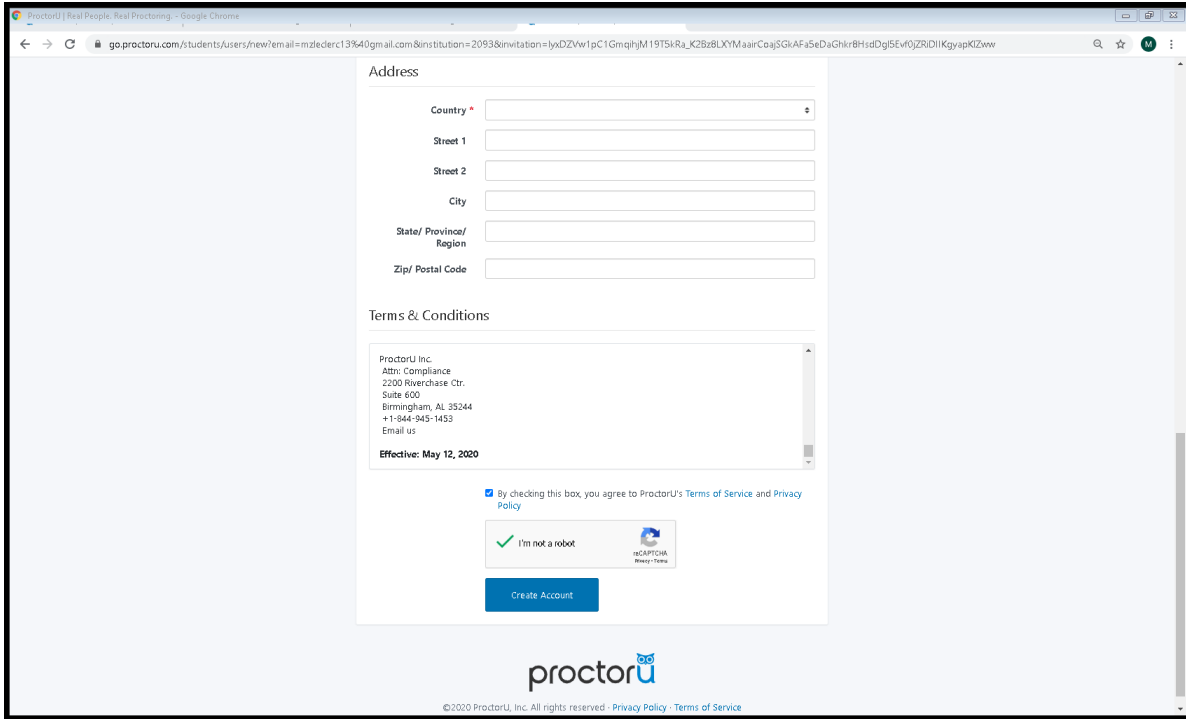 ProctorU | Real People. Real Proctoring. - Google Chrome
go.proctoru.com/students/users/new?email=mzleclerc13%40gmail.com&institution=2093&invitation=
M
Address
Country *
Street 1
Street 2
City
State/ Province/
Region
Zip/ Postal Code
Terms & Conditions
ProctorU Inc.
Attn: Compliance
2200 Riverchase Ctr.
Suite 600
Birmingham, AL 35244
+1-844-945-1453
Email us
Effective: May 12, 2020
By checking this box, you agree to ProctorU's Terms of Service and Privacy
Policy
I'm not a robot
reCAPTCHA
Privacy - Terms
Create Account
proctorU
©2020 ProctorU, Inc. All rights reserved · Privacy Policy · Terms of Service